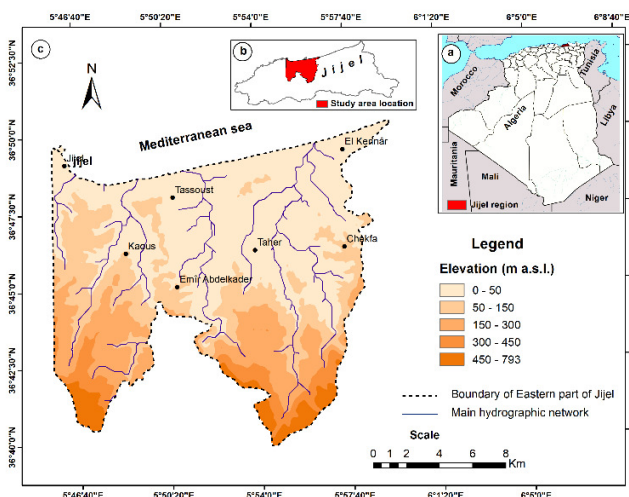 5°46'40"E 5°50'20"E 5°54'0"E 5°57'40"E 6°1'20"E 6°5'0"E 6°8'40"E
36°52'30"N
36°50'0"N
36°47'30"N
36°45'0"N
36°42'30"N
36°40'0"N
c
N
b
Jijel
Study area location
a
Morocco
Tunisia
Algeria
Libya
Mauritania
Mali
Niger
Jijel region
Mediterranean sea
El Kennar
Jijel
Jijel
Tassoust
Kaous
Taher
Chekfa
Emir Abdelkader
Legend
Elevation (m a.s.l.)
0 - 50
50 - 150
150 - 300
300 - 450
450 - 793
Boundary of Eastern part of Jijel
Main hydrographic network
Scale
0 1 2 4 6 8
Km
5°46'40"E 5°50'20"E 5°54'0"E 5°57'40"E 6°1'20"E 6°5'0"E